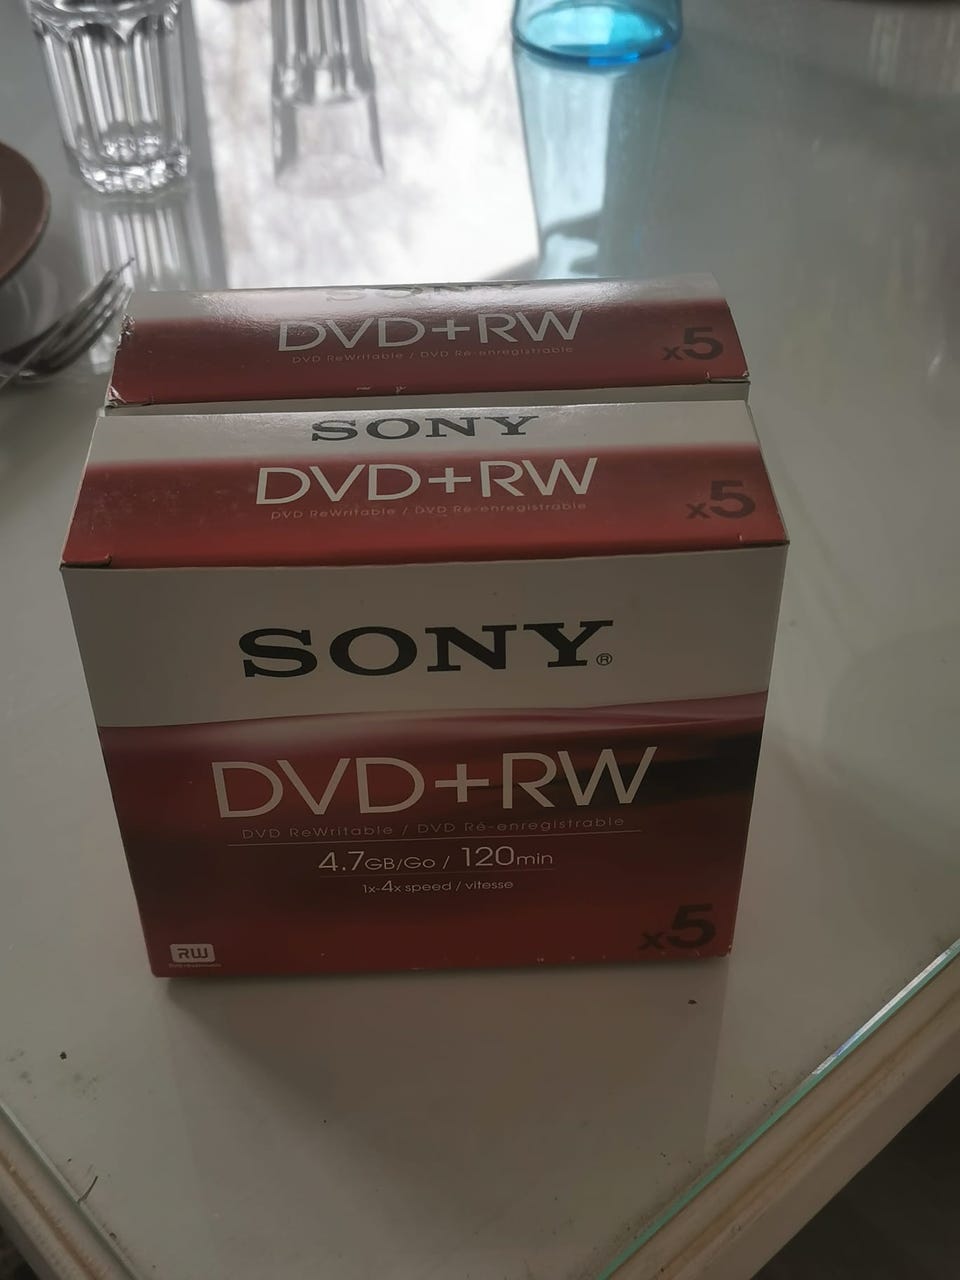 SONY
DVD+RW
DVD ReWritable / DVD Ré-enregistrable
x5
SONY
DVD+RW
DVD ReWritable / DVD Ré-enregistrable
x5
SONY®
DVD+RW
DVD ReWritable / DVD Ré-enregistrable
4.7GB/Go / 120min
1x-4x speed / vitesse
x5
RW